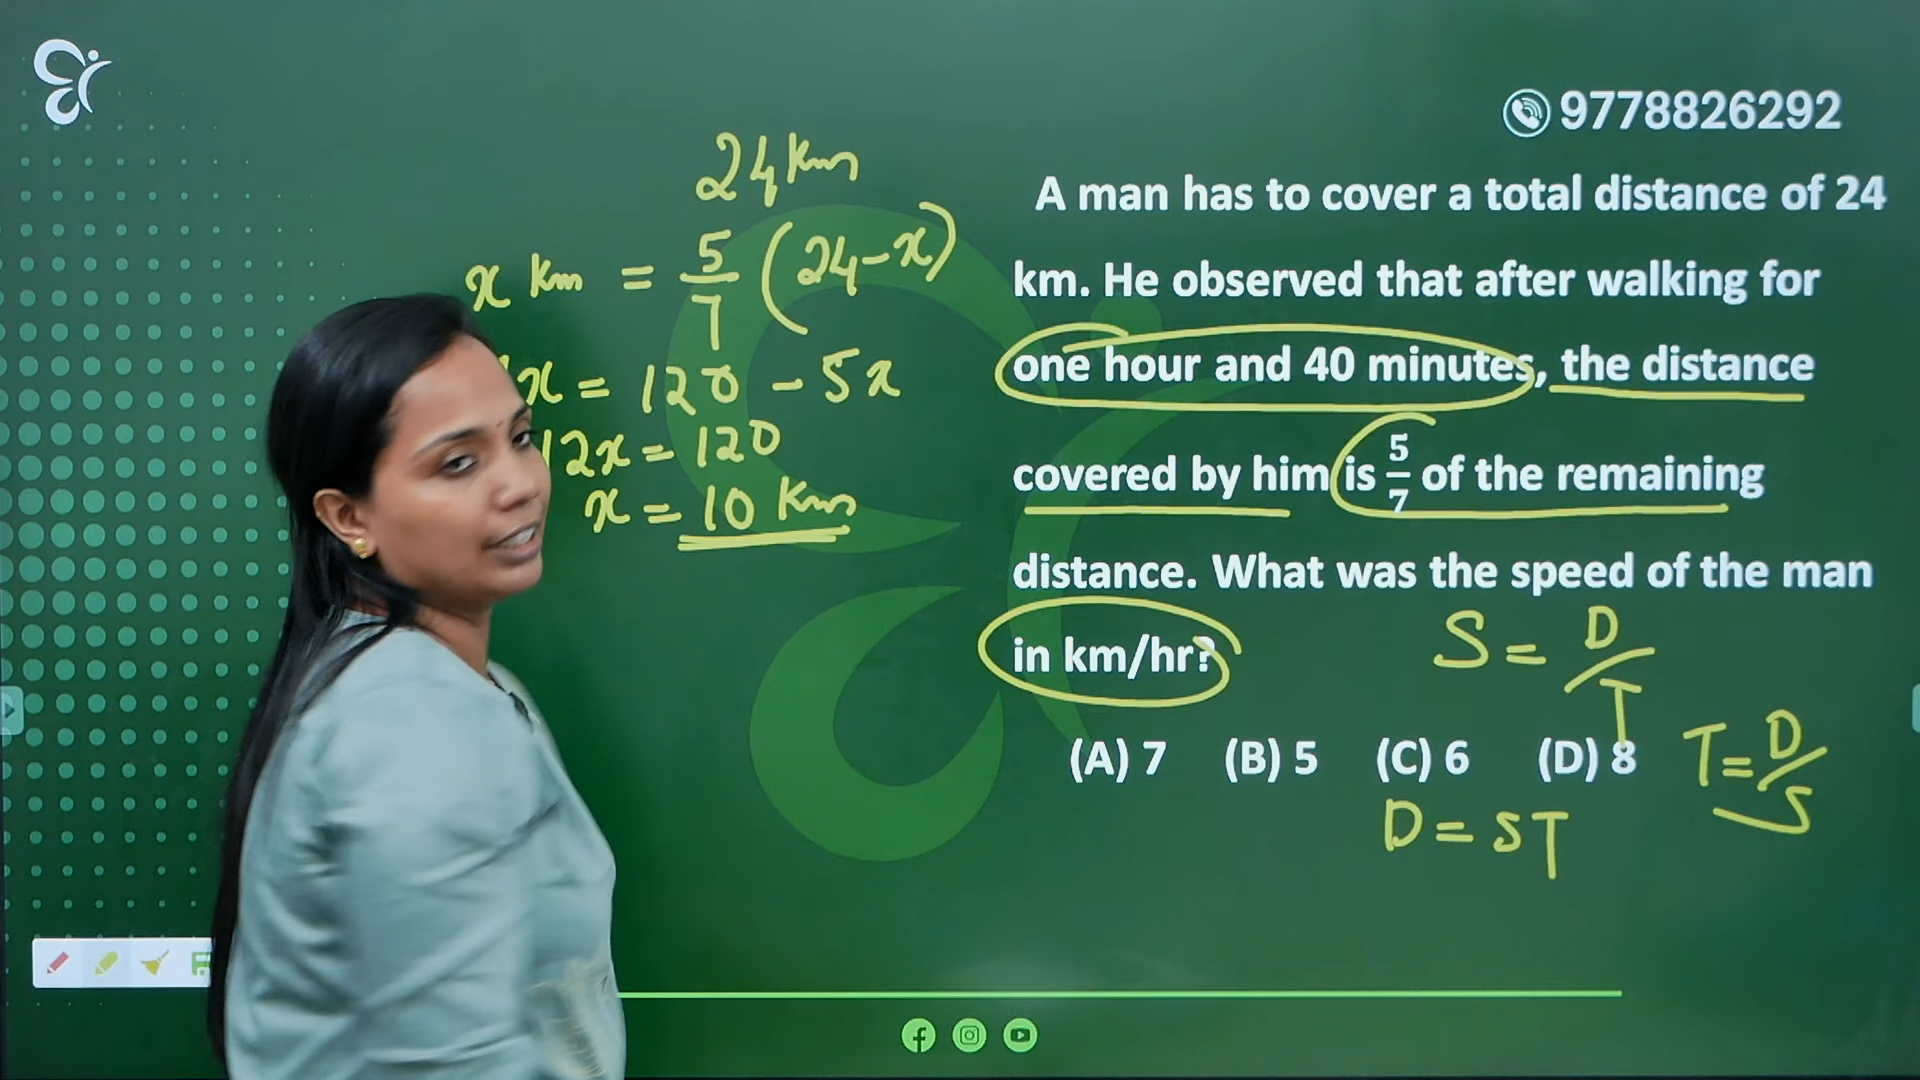 9778826292
A man has to cover a total distance of 24
km. He observed that after walking for
one hour and 40 minutes, the distance
covered by him is 5/7 of the remaining
distance. What was the speed of the man
in km/hr?
(A) 7 (B) 5 (C) 6 (D) 8
24 km
x km = 5/7 (24-x)
x = 120 - 5x
12x = 120
x = 10 km
S = D/T
T = D/S
D = ST